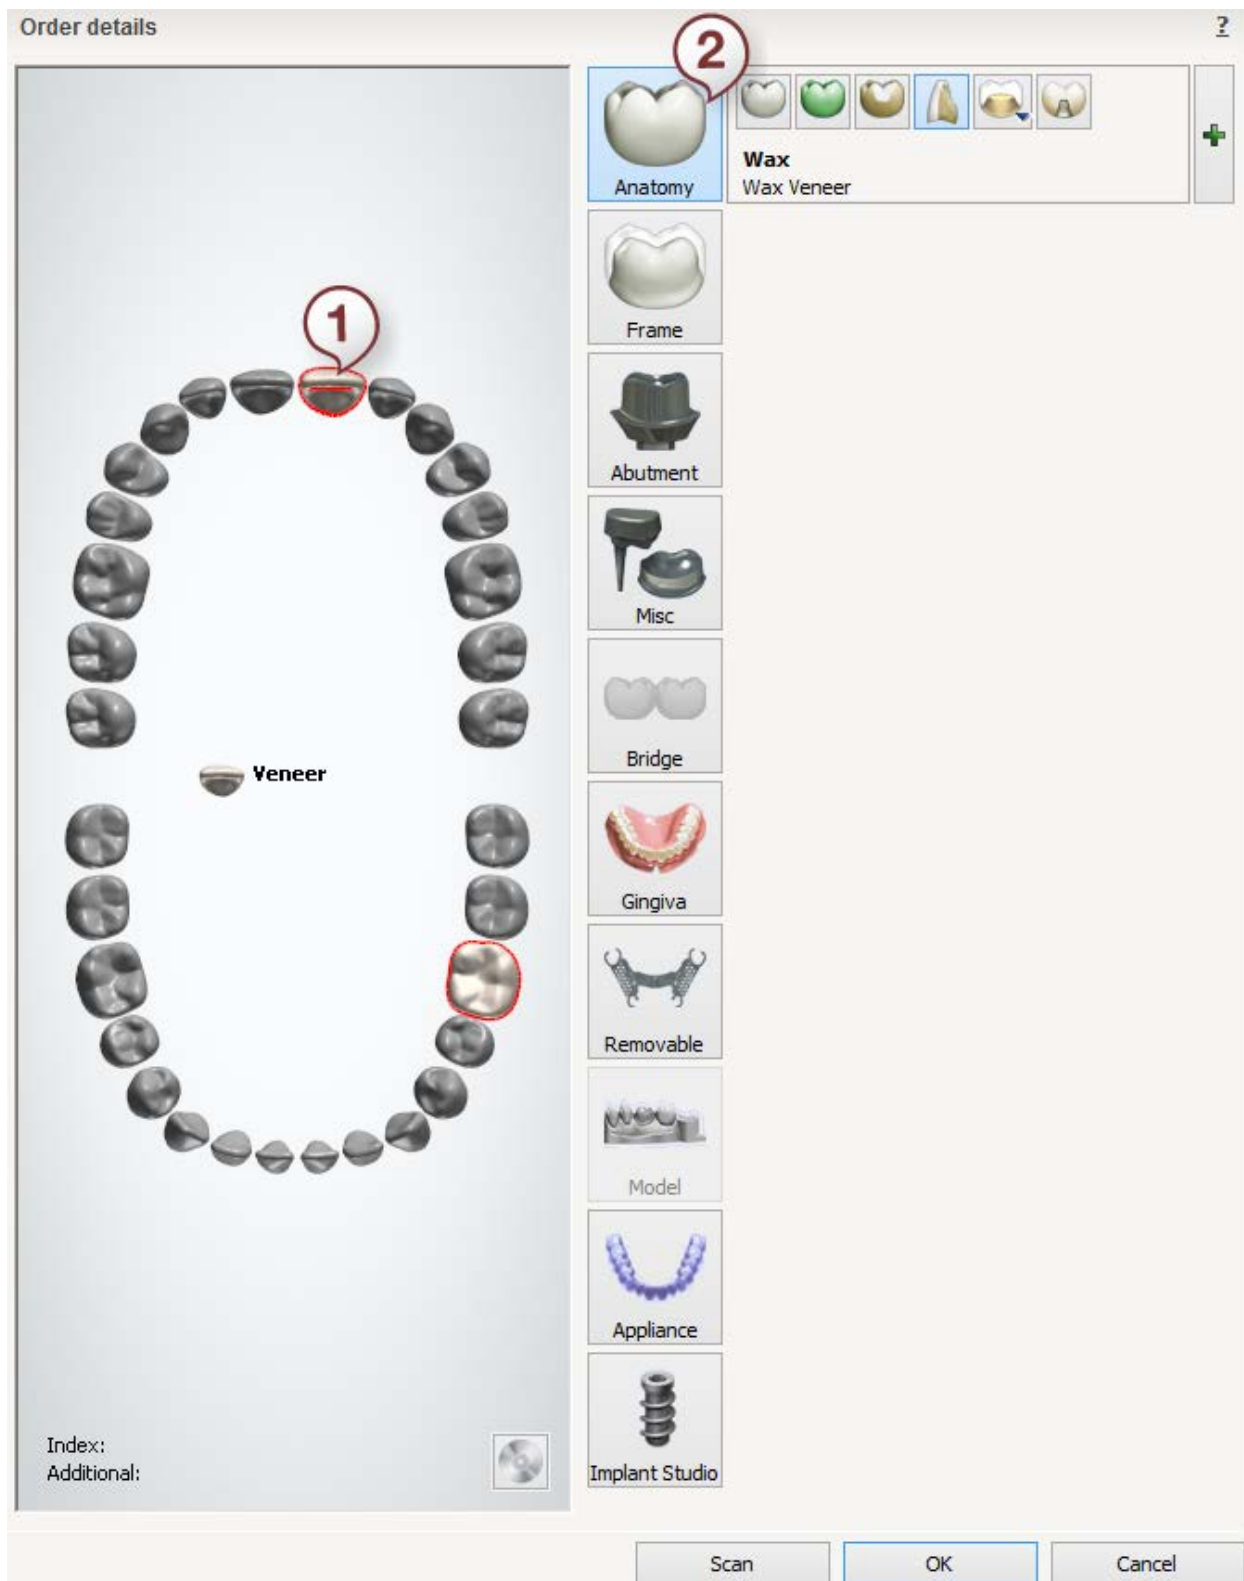 Order details
?
2
Anatomy
Wax
Wax Veneer
Frame
1
Abutment
Misc
Bridge
Veneer
Gingiva
Removable
Model
Appliance
Index:
Additional:
Implant Studio
Scan
OK
Cancel